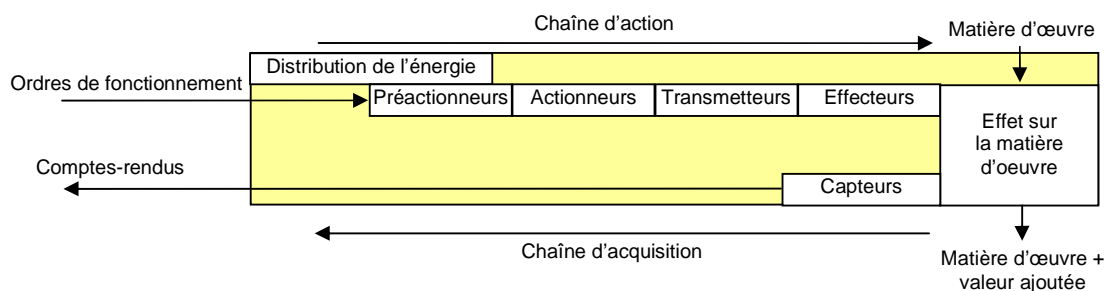 Chaîne d'action
Matière d'œuvre
Distribution de l'énergie
Ordres de fonctionnement
Préactionneurs
Actionneurs
Transmetteurs
Effecteurs
Effet sur
la matière
d'oeuvre
Comptes-rendus
Capteurs
Chaîne d'acquisition
Matière d'œuvre +
valeur ajoutée